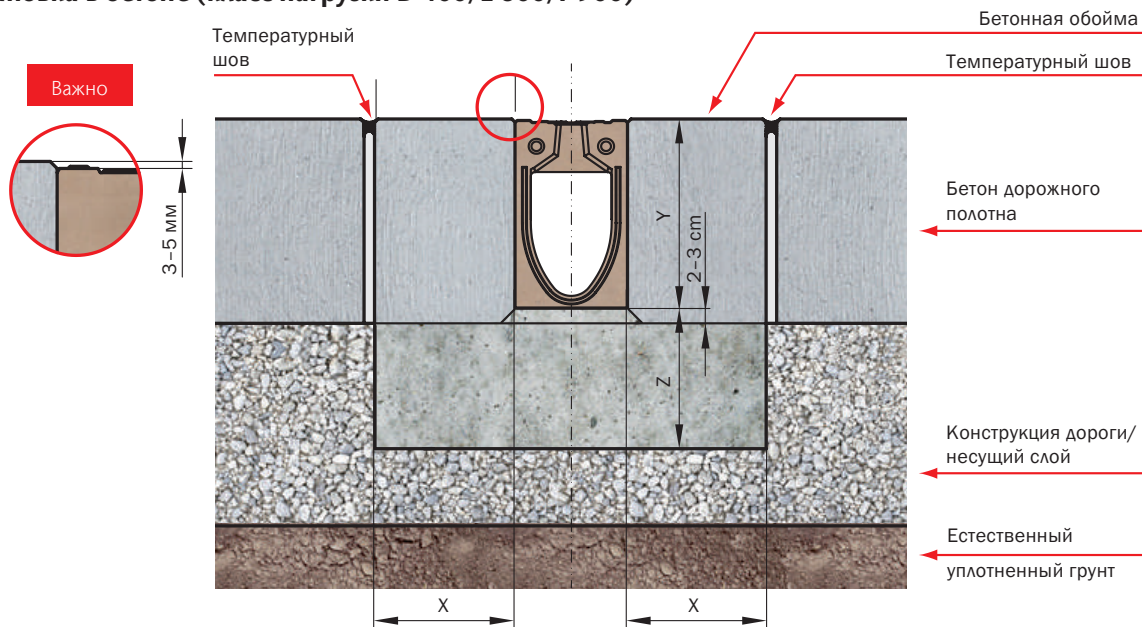 Бетонная обойма
Температурный
шов
Температурный шов
Важно
3–5 мм
Y
2–3 cm
Бетон дорожного
полотна
Z
Конструкция дороги/
несущий слой
Естественный
уплотненный грунт
X
X